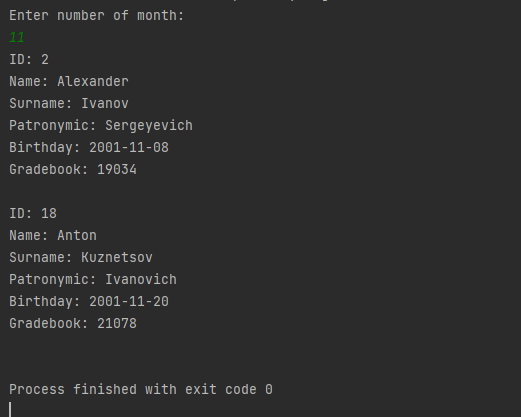 Enter number of month:
11
ID: 2
Name: Alexander
Surname: Ivanov
Patronymic: Sergeyevich
Birthday: 2001-11-08
Gradebook: 19034
ID: 18
Name: Anton
Surname: Kuznetsov
Patronymic: Ivanovich
Birthday: 2001-11-20
Gradebook: 21078
Process finished with exit code 0